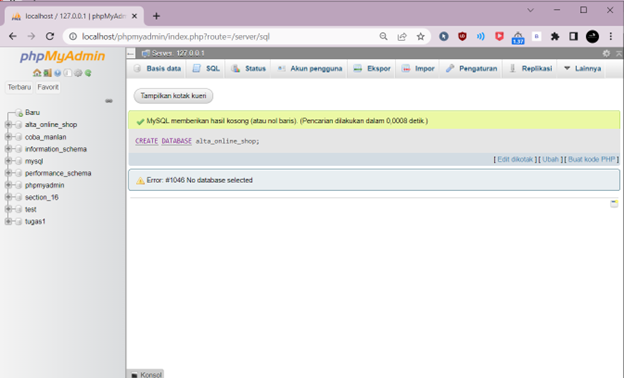 localhost / 127.0.0.1 | phpMyAdm
localhost/phpmyadmin/index.php?route=/server/sql
phpMyAdmin
Terbaru Favorit
Baru
alta_online_shop
coba_manlan
information_schema
mysql
performance_schema
phpmyadmin
section_16
test
tugas1
Server: 127.0.0.1
Basis data SQL Status Akun pengguna Ekspor Impor Pengaturan Replikasi Lainnya
Tampilkan kotak kueri
MySQL memberikan hasil kosong (atau nol baris). (Pencarian dilakukan dalam 0,0008 detik )
CREATE DATABASE alta_online_shop;
[ Edit dikotak ] [ Ubah ] [ Buat kode PHP ]
Error: #1046 No database selected
Konsol